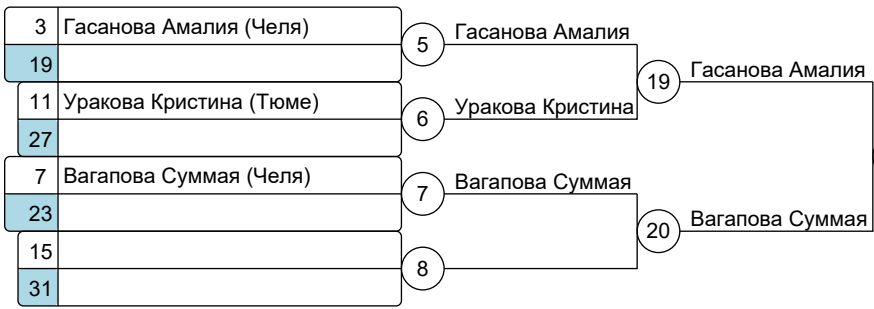 3 Гасанова Амалия (Челя)
19
5
Гасанова Амалия
11 Уракова Кристина (Тюме)
27
6
Уракова Кристина
19
Гасанова Амалия
7 Вагапова Суммая (Челя)
23
7
Вагапова Суммая
15
31
8
20
Вагапова Суммая